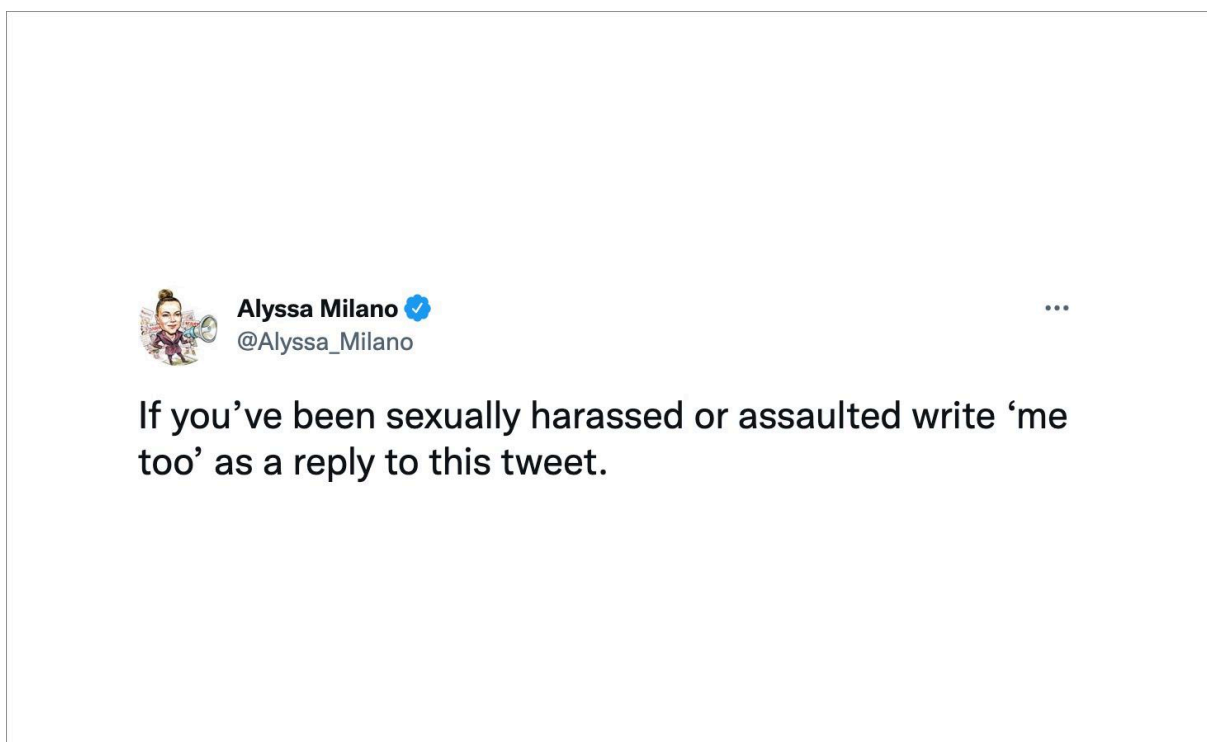 Alyssa Milano
@Alyssa_Milano
If you’ve been sexually harassed or assaulted write ‘me
too’ as a reply to this tweet.